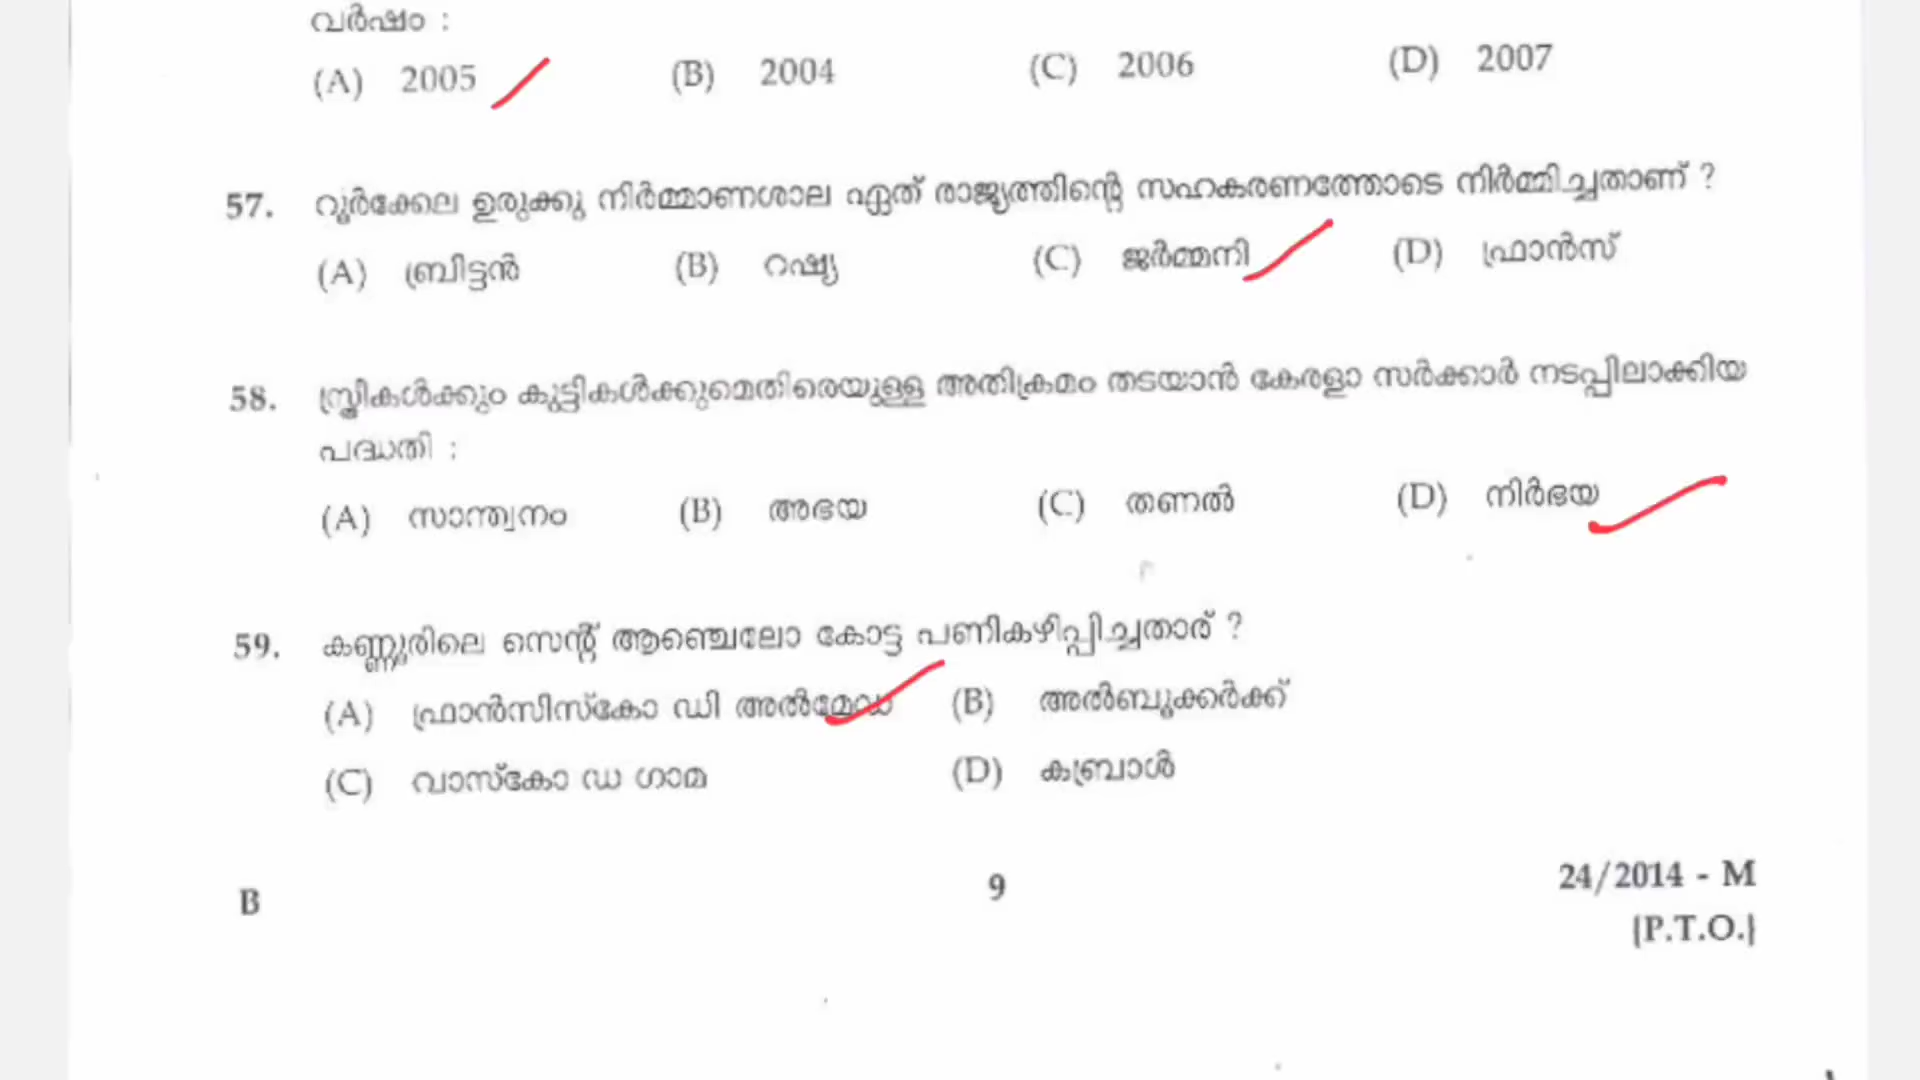 വർഷം :
(A) 2005 (B) 2004 (C) 2006 (D) 2007
57. റൂർക്കേല ഉരുക്കു നിർമ്മാണശാല ഏത് രാജ്യത്തിന്റെ സഹകരണത്തോടെ നിർമ്മിച്ചതാണ് ?
(A) ബ്രിട്ടൻ (B) റഷ്യ (C) ജർമ്മനി (D) ഫ്രാൻസ്
58. സ്ത്രീകൾക്കും കുട്ടികൾക്കുമെതിരെയുള്ള അതിക്രമം തടയാൻ കേരളാ സർക്കാർ നടപ്പിലാക്കിയ
പദ്ധതി :
(A) സാന്ത്വനം (B) അഭയ (C) തണൽ (D) നിർഭയ
59. കണ്ണൂരിലെ സെന്റ് ആഞ്ചെലോ കോട്ട പണികഴിപ്പിച്ചതാര് ?
(A) ഫ്രാൻസിസ്കോ ഡി അൽമേഡ (B) അൽബൂക്കർക്ക്
(C) വാസ്കോ ഡ ഗാമ (D) കബ്രാൾ
B 9 24/2014 - M
{P.T.O.}